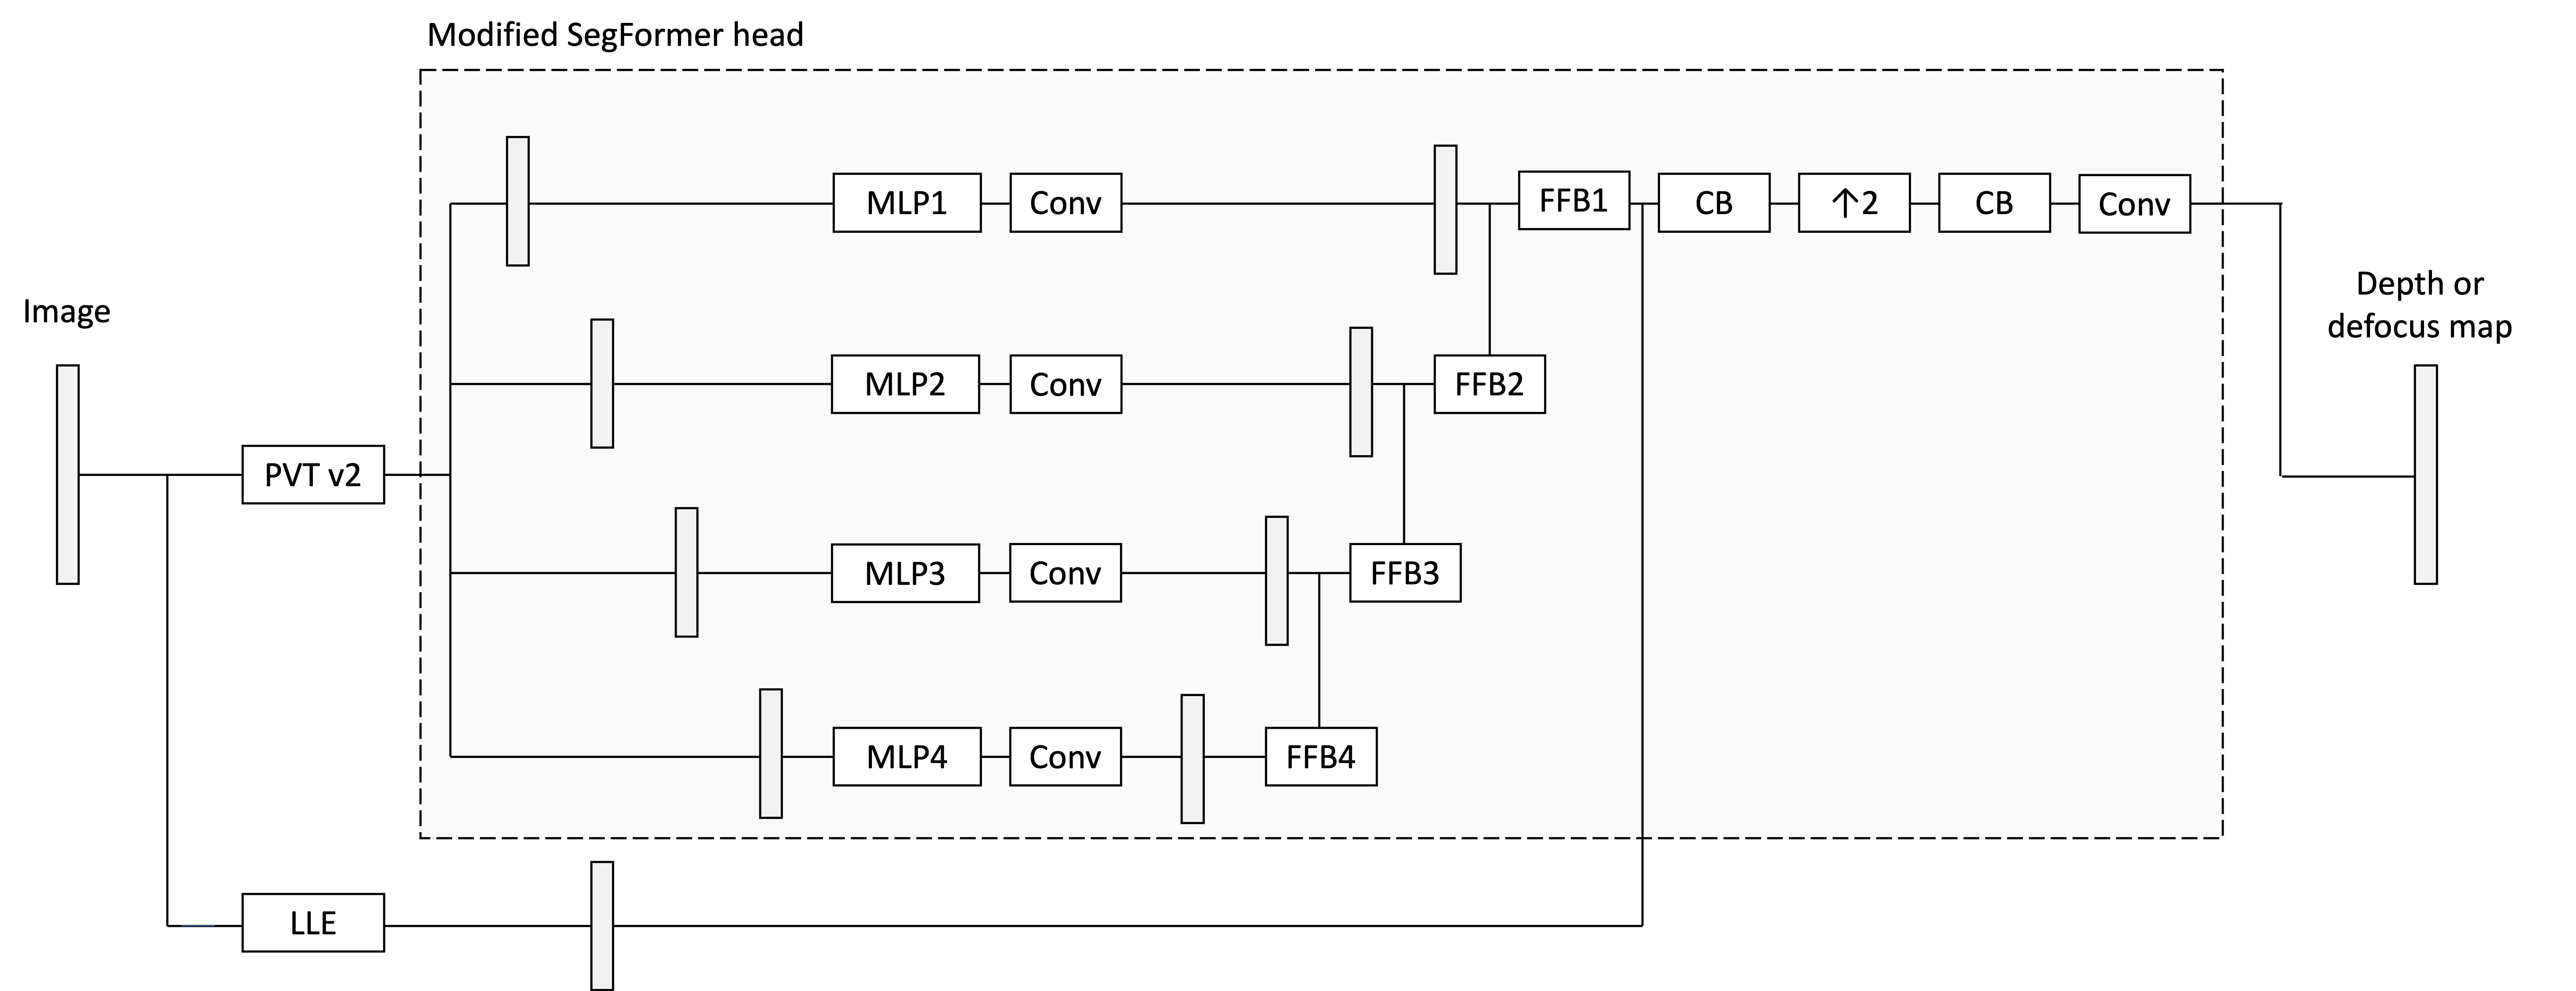 Modified SegFormer head
MLP1
Conv
FFB1
CB
↑2
CB
Conv
Image
Depth or
defocus map
MLP2
Conv
FFB2
PVT v2
MLP3
Conv
FFB3
MLP4
Conv
FFB4
LLE